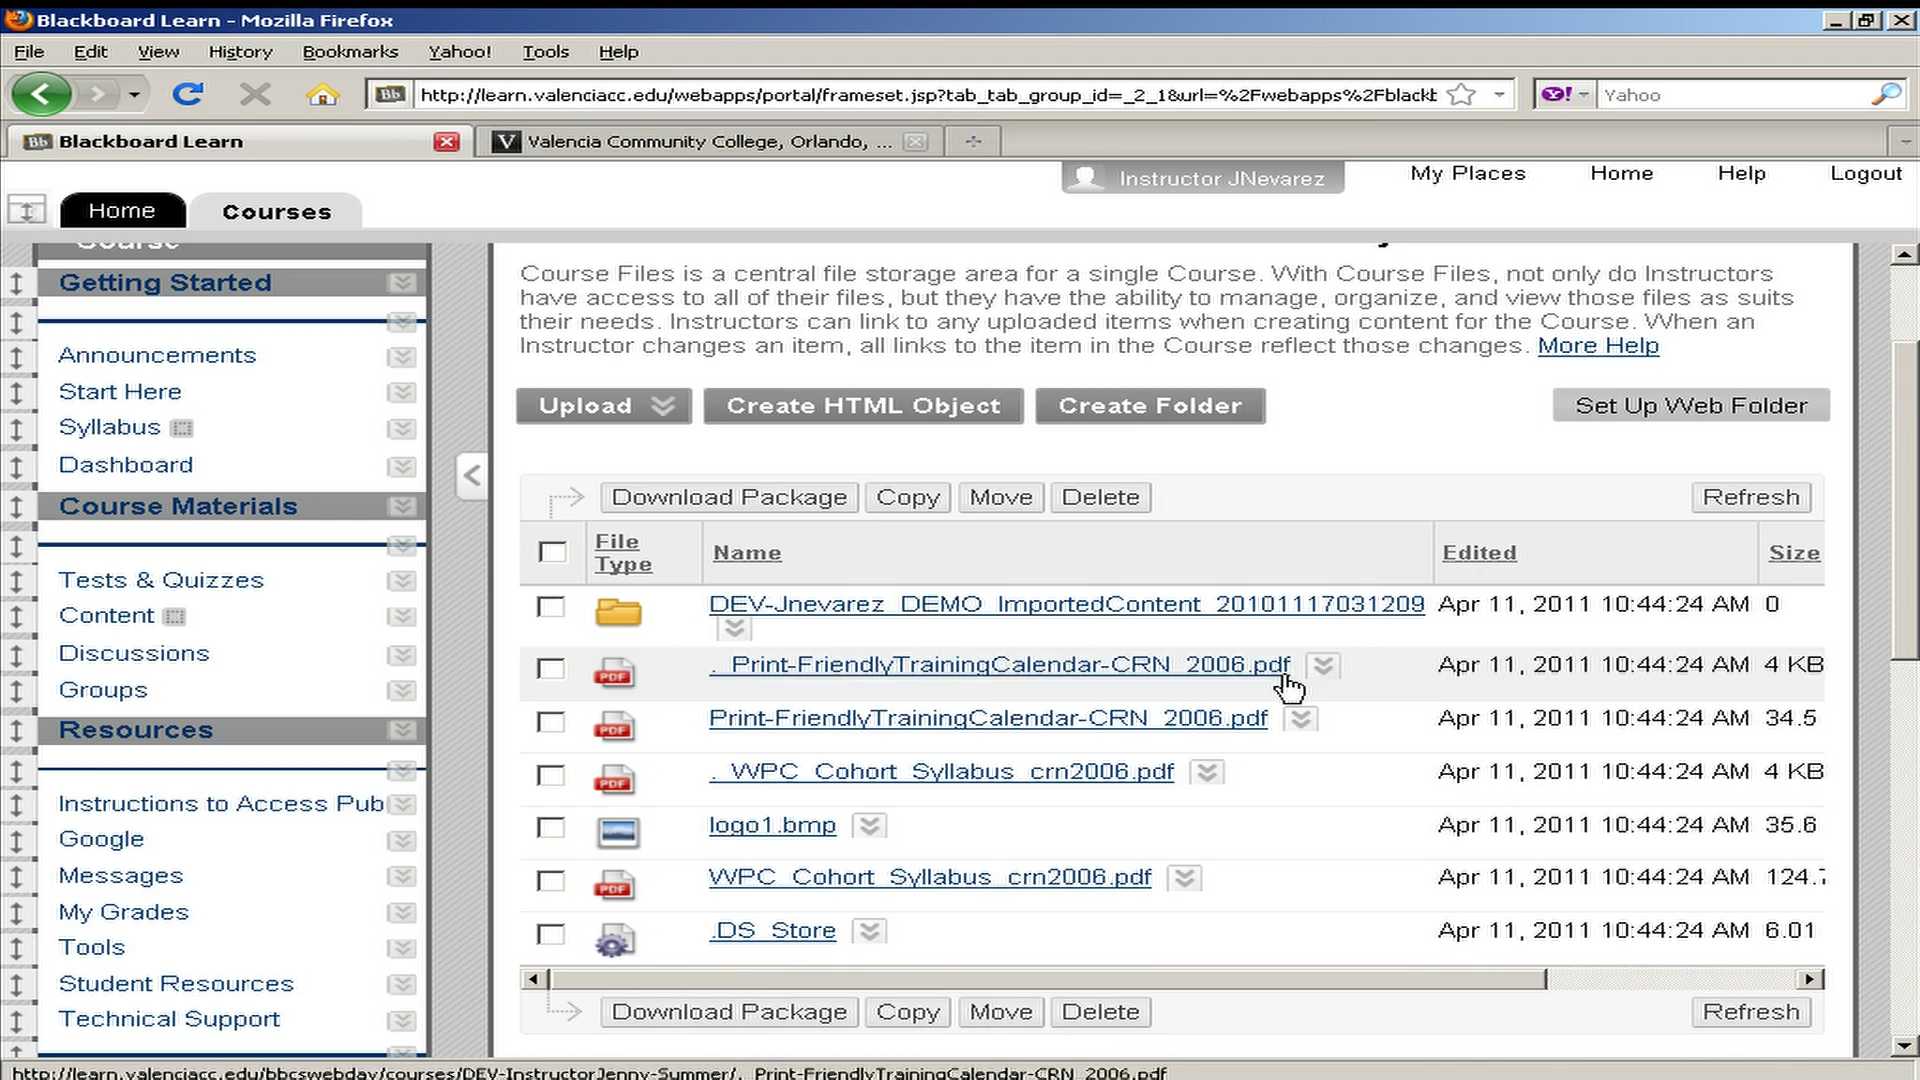 Blackboard Learn - Mozilla Firefox
File Edit View History Bookmarks Yahoo! Tools Help
Bb http://learn.valenciacc.edu/webapps/portal/frameset.jsp?tab_tab_group_id=_2_1&url=%2Fwebapps%2Fblackb Y! Yahoo
Bb Blackboard Learn V Valencia Community College, Orlando, ...
Instructor JNevarez My Places Home Help Logout
Home Courses
Course
Getting Started
Announcements
Start Here
Syllabus
Dashboard
Course Materials
Tests & Quizzes
Content
Discussions
Groups
Resources
Instructions to Access Pub
Google
Messages
My Grades
Tools
Student Resources
Technical Support
Course Files is a central file storage area for a single Course. With Course Files, not only do Instructors
have access to all of their files, but they have the ability to manage, organize, and view those files as suits
their needs. Instructors can link to any uploaded items when creating content for the Course. When an
Instructor changes an item, all links to the item in the Course reflect those changes. More Help
Upload Create HTML Object Create Folder Set Up Web Folder
Download Package Copy Move Delete Refresh
File Type Name Edited Size
DEV-Jnevarez_DEMO_ImportedContent_20101117031209 Apr 11, 2011 10:44:24 AM 0
._Print-FriendlyTrainingCalendar-CRN_2006.pdf Apr 11, 2011 10:44:24 AM 4 KB
PDF
Print-FriendlyTrainingCalendar-CRN_2006.pdf Apr 11, 2011 10:44:24 AM 34.5
PDF
._WPC_Cohort_Syllabus_crn2006.pdf Apr 11, 2011 10:44:24 AM 4 KB
PDF
logo1.bmp Apr 11, 2011 10:44:24 AM 35.6
WPC_Cohort_Syllabus_crn2006.pdf Apr 11, 2011 10:44:24 AM 124.7
PDF
.DS_Store Apr 11, 2011 10:44:24 AM 6.01
Download Package Copy Move Delete Refresh
http://learn.valenciacc.edu/bbcswebdav/courses/DEV-InstructorJenny-Summer/._Print-FriendlyTrainingCalendar-CRN_2006.pdf